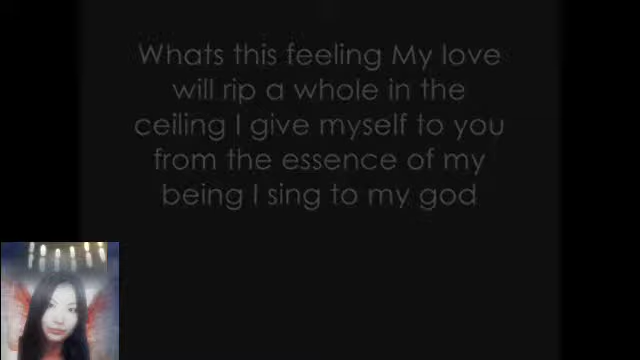 Whats this feeling My love
will rip a whole in the
ceiling I give myself to you
from the essence of my
being I sing to my god